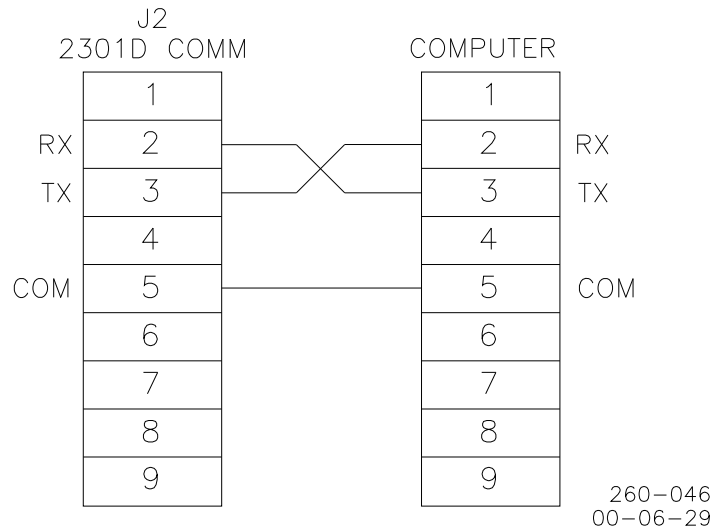 J2
2301D COMM COMPUTER
1 1
RX 2 2 RX
TX 3 3 TX
4 4
COM 5 5 COM
6 6
7 7
8 8
9 9
260-046
00-06-29